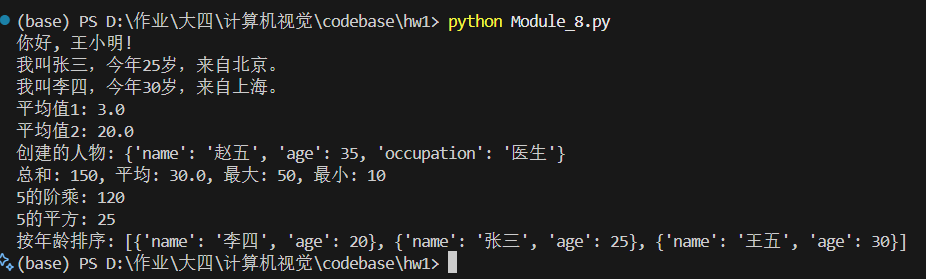 (base) PS D:\作业\大四\计算机视觉\codebase\hw1> python Module_8.py
你好, 王小明!
我叫张三，今年25岁，来自北京。
我叫李四，今年30岁，来自上海。
平均值1: 3.0
平均值2: 20.0
创建的人物: {'name': '赵五', 'age': 35, 'occupation': '医生'}
总和: 150, 平均: 30.0, 最大: 50, 最小: 10
5的阶乘: 120
5的平方: 25
按年龄排序: [{'name': '李四', 'age': 20}, {'name': '张三', 'age': 25}, {'name': '王五', 'age': 30}]
(base) PS D:\作业\大四\计算机视觉\codebase\hw1>